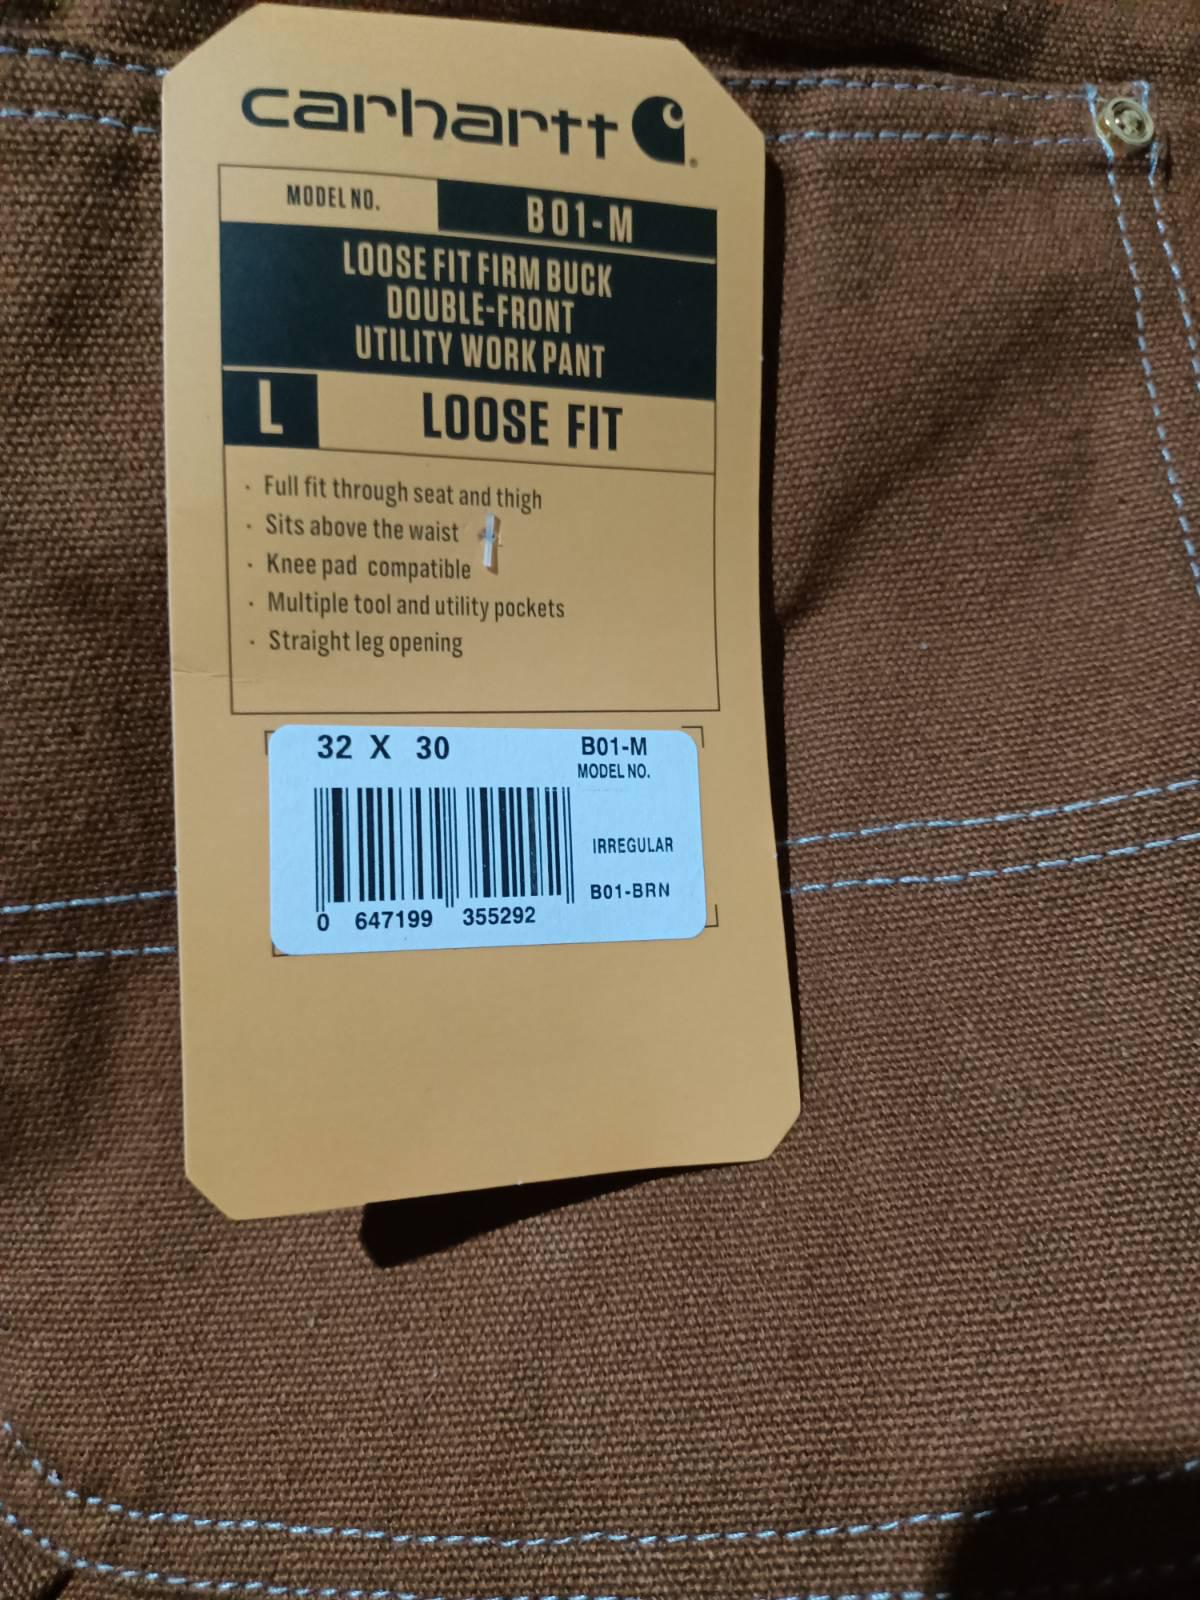 carhartt
MODEL NO. B01-M
LOOSE FIT FIRM BUCK
DOUBLE-FRONT
UTILITY WORK PANT
L LOOSE FIT
· Full fit through seat and thigh
· Sits above the waist
· Knee pad compatible
· Multiple tool and utility pockets
· Straight leg opening
32 X 30 B01-M
MODEL NO.
IRREGULAR
B01-BRN
0 647199 355292